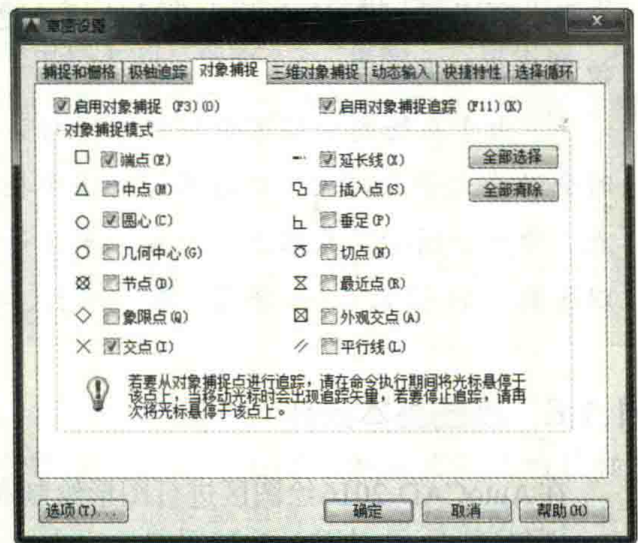 草图设置
捕捉和栅格 极轴追踪 对象捕捉 三维对象捕捉 动态输入 快捷特性 选择循环
启用对象捕捉 (F3)(O) 启用对象捕捉追踪 (F11)(K)
对象捕捉模式
端点(E) 延长线(X) 全部选择
中点(M) 插入点(S) 全部清除
圆心(C) 垂足(P)
几何中心(G) 切点(N)
节点(D) 最近点(R)
象限点(Q) 外观交点(A)
交点(I) 平行线(L)
若要从对象捕捉点进行追踪，请在命令执行期间将光标悬停于
该点上，当移动光标时会出现追踪矢量，若要停止追踪，请再
次将光标悬停于该点上。
选项(T)... 确定 取消 帮助(H)